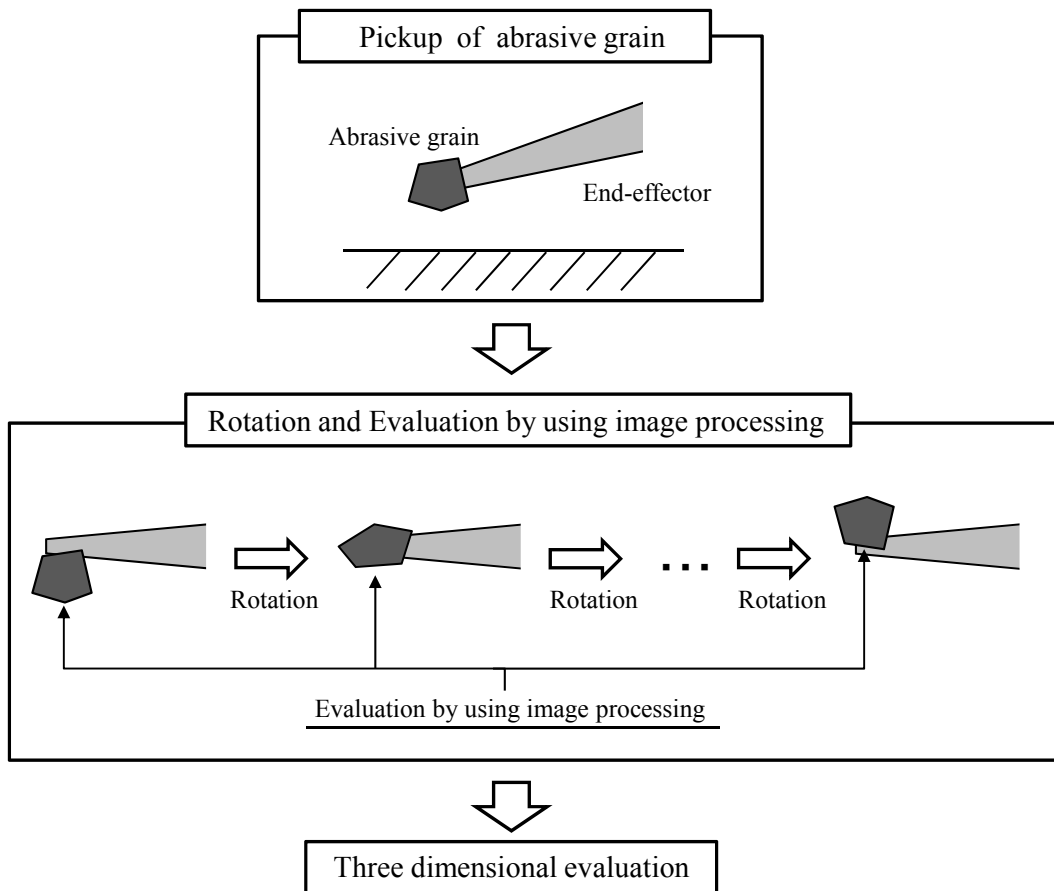 Pickup of abrasive grain
Abrasive grain
End-effector
Rotation and Evaluation by using image processing
Rotation
Rotation
...
Rotation
Evaluation by using image processing
Three dimensional evaluation